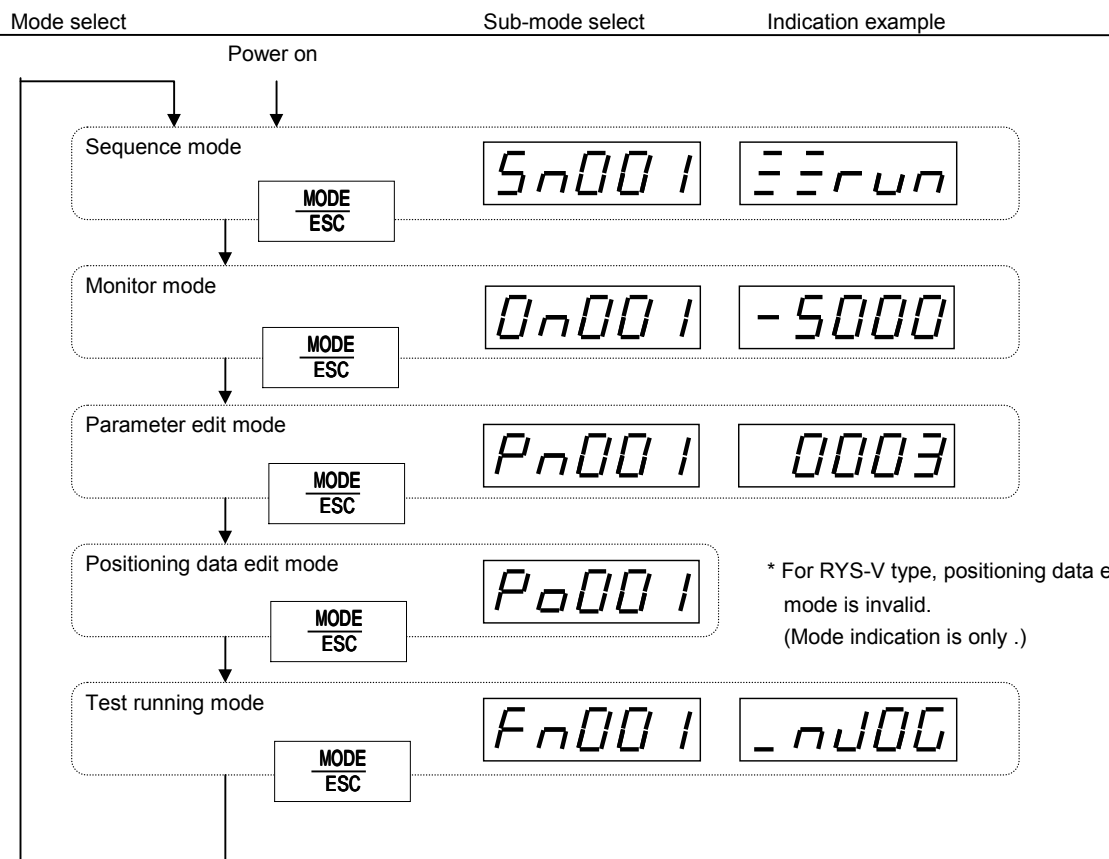 Mode select Sub-mode select Indication example
Power on
Sequence mode
MODE
ESC
Sn001
run
Monitor mode
MODE
ESC
On001
-5000
Parameter edit mode
MODE
ESC
Pn001
0003
Positioning data edit mode
MODE
ESC
Po001
* For RYS-V type, positioning data e
mode is invalid.
(Mode indication is only .)
Test running mode
MODE
ESC
Fn001
_nJOG